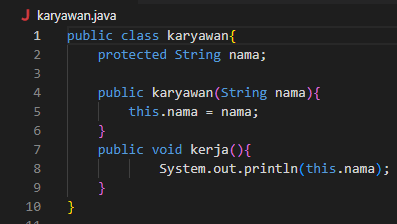 J karyawan.java
1 public class karyawan{
2     protected String nama;
3
4     public karyawan(String nama){
5         this.nama = nama;
6     }
7     public void kerja(){
8             System.out.println(this.nama);
9     }
10 }